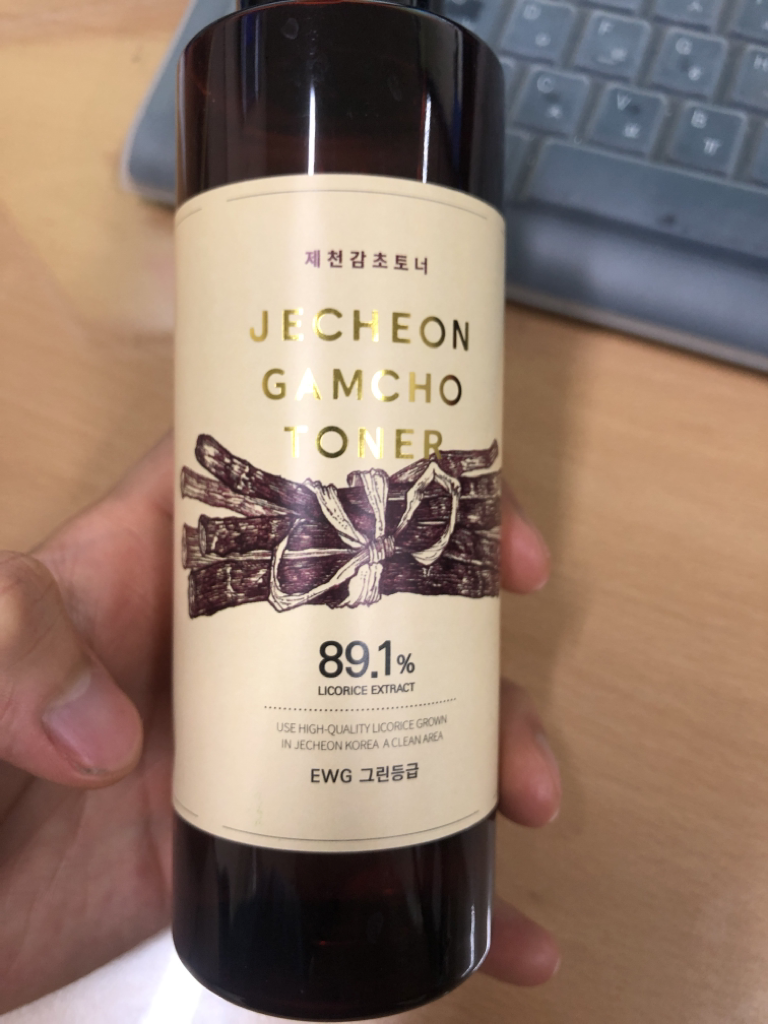 제천감초토너
JECHEON
GAMCHO
TONER
89.1%
LICORICE EXTRACT
USE HIGH-QUALITY LICORICE GROWN
IN JECHEON KOREA A CLEAN AREA
EWG 그린등급
D
F
G
H
C
V
B